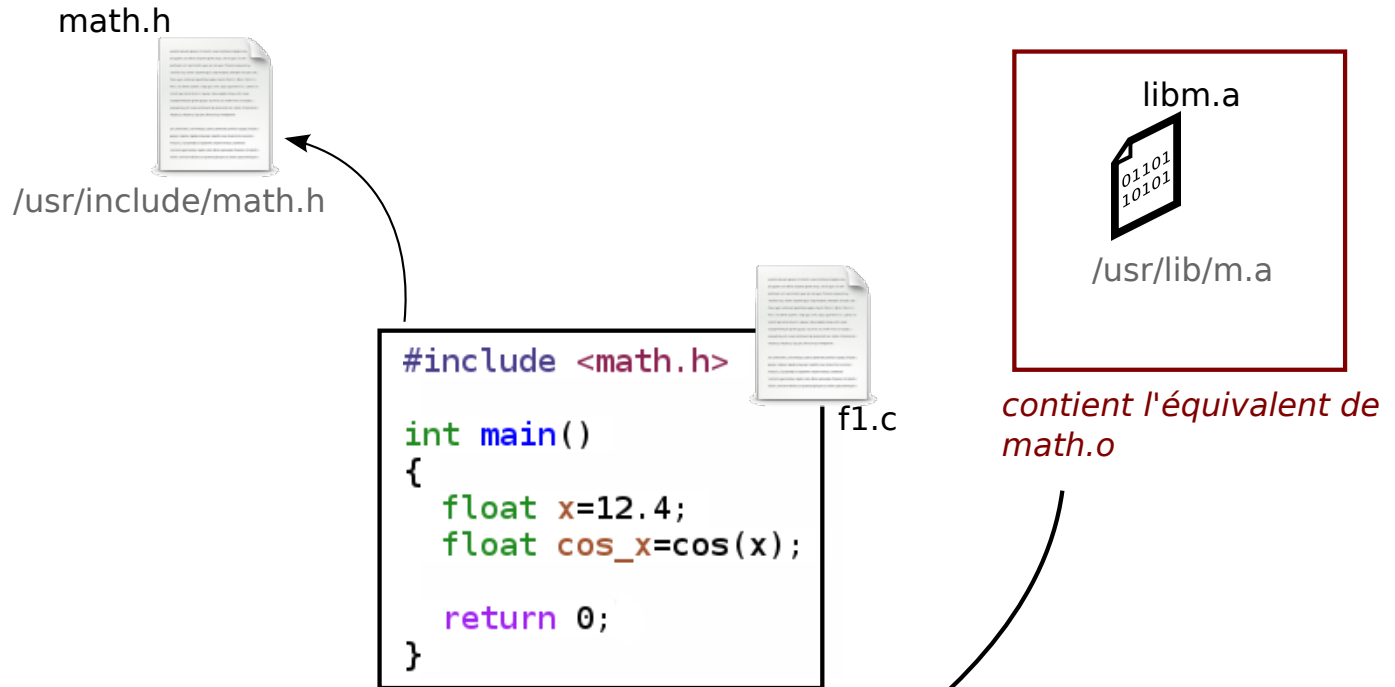 math.h
/usr/include/math.h
libm.a
01101
10101
/usr/lib/m.a
contient l'équivalent de
math.o
f1.c
#include <math.h>
int main()
{
float x=12.4;
float cos_x=cos(x);
return 0;
}